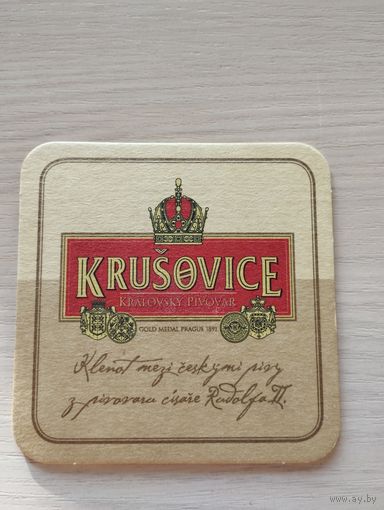 KRUŠOVICE
KRÁLOVSKÝ PIVOVAR
GOLD MEDAL PRAGUE 1891
Klenot mezi českými pivy
z pivovaru císaře Rudolfa II.
www.ay.by